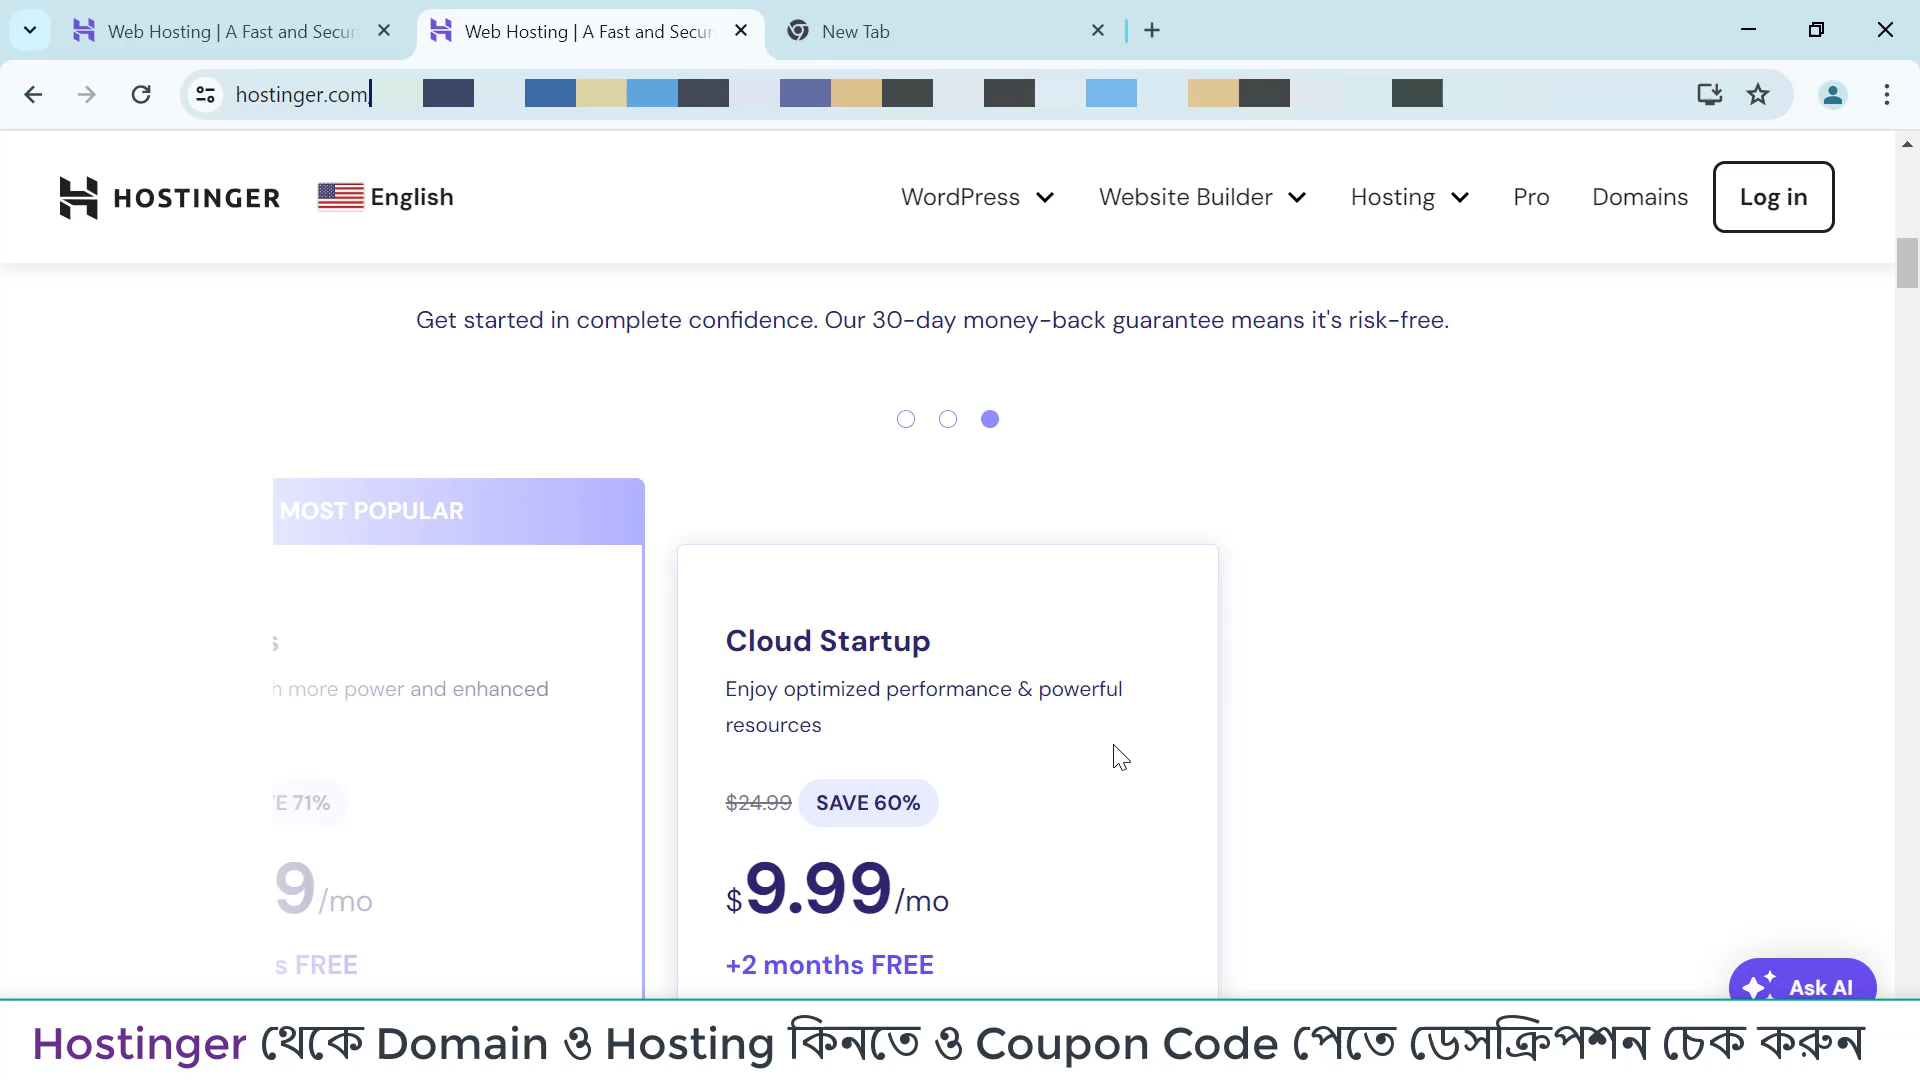 Web Hosting | A Fast and Secur
Web Hosting | A Fast and Secur
New Tab
hostinger.com
HOSTINGER
English
WordPress
Website Builder
Hosting
Pro
Domains
Log in
Get started in complete confidence. Our 30-day money-back guarantee means it's risk-free.
MOST POPULAR
s
h more power and enhanced
E 71%
9/mo
s FREE
Cloud Startup
Enjoy optimized performance & powerful
resources
$24.99 SAVE 60%
$9.99/mo
+2 months FREE
Ask AI
Hostinger থেকে Domain ও Hosting কিনতে ও Coupon Code পেতে ডেসক্রিপশন চেক করুন